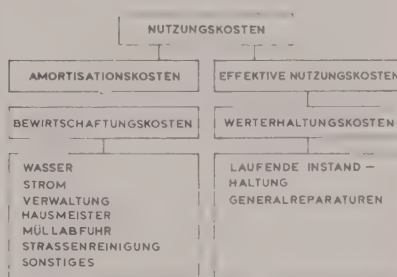 NUTZUNGSKOSTEN
AMORTISATIONSKOSTEN
EFFEKTIVE NUTZUNGSKOSTEN
BEWIRTSCHAFTUNGSKOSTEN
WERTERHALTUNGSKOSTEN
WASSER
STROM
VERWALTUNG
HAUSMEISTER
MÜLLABFUHR
STRASSENREINIGUNG
SONSTIGES
LAUFENDE INSTAND –
HALTUNG
GENERALREPARATUREN